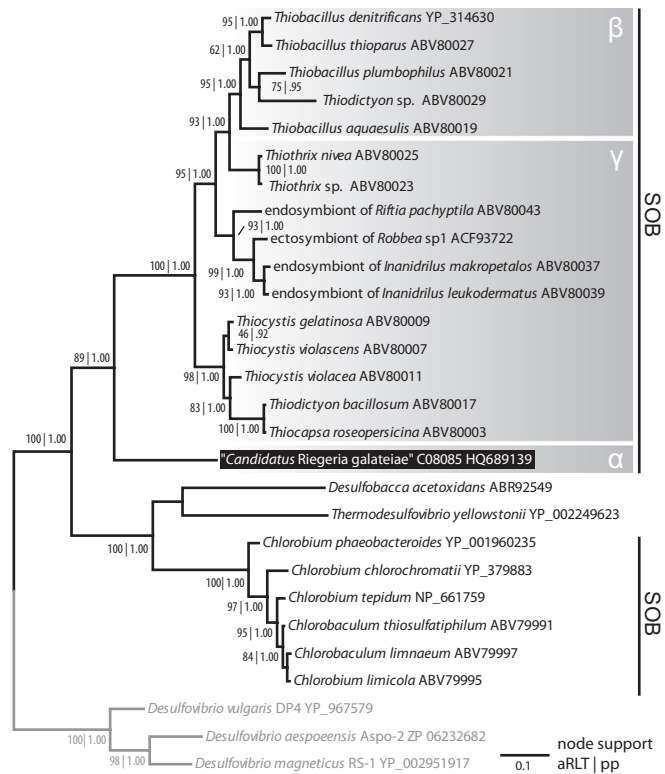 95 | 1.00
Thiobacillus denitrificans YP_314630
β
62 | 1.00
Thiobacillus thioparus ABV80027
Thiobacillus plumbophilus ABV80021
95 | 1.00
75 | .95
Thiodictyon sp. ABV80029
93 | 1.00
Thiobacillus aquaesulis ABV80019
Thiothrix nivea ABV80025
γ
95 | 1.00
100 | 1.00
Thiothrix sp. ABV80023
SOB
endosymbiont of Riftia pachyptila ABV80043
93 | 1.00
ectosymbiont of Robbea sp1 ACF93722
100 | 1.00
99 | 1.00
endosymbiont of Inanidrilus makropetalos ABV80037
93 | 1.00
endosymbiont of Inanidrilus leukodermatus ABV80039
Thiocystis gelatinosa ABV80009
46 | .92
Thiocystis violascens ABV80007
89 | 1.00
98 | 1.00
Thiocystis violacea ABV80011
83 | 1.00
Thiodictyon bacillosum ABV80017
100 | 1.00
Thiocapsa roseopersicina ABV80003
100 | 1.00
"Candidatus Riegeria galateiae" C08085 HQ689139
α
Desulfobacca acetoxidans ABR92549
Thermodesulfovibrio yellowstonii YP_002249623
100 | 1.00
Chlorobium phaeobacteroides YP_001960235
100 | 1.00
Chlorobium chlorochromatii YP_379883
97 | 1.00
Chlorobium tepidum NP_661759
95 | 1.00
Chlorobaculum thiosulfatiphilum ABV79991
SOB
84 | 1.00
Chlorobaculum limnaeum ABV79997
Chlorobium limicola ABV79995
Desulfovibrio vulgaris DP4 YP_967579
100 | 1.00
Desulfovibrio aespoeensis Aspo-2 ZP 06232682
98 | 1.00
Desulfovibrio magneticus RS-1 YP_002951917
0.1
node support
aRLT | pp